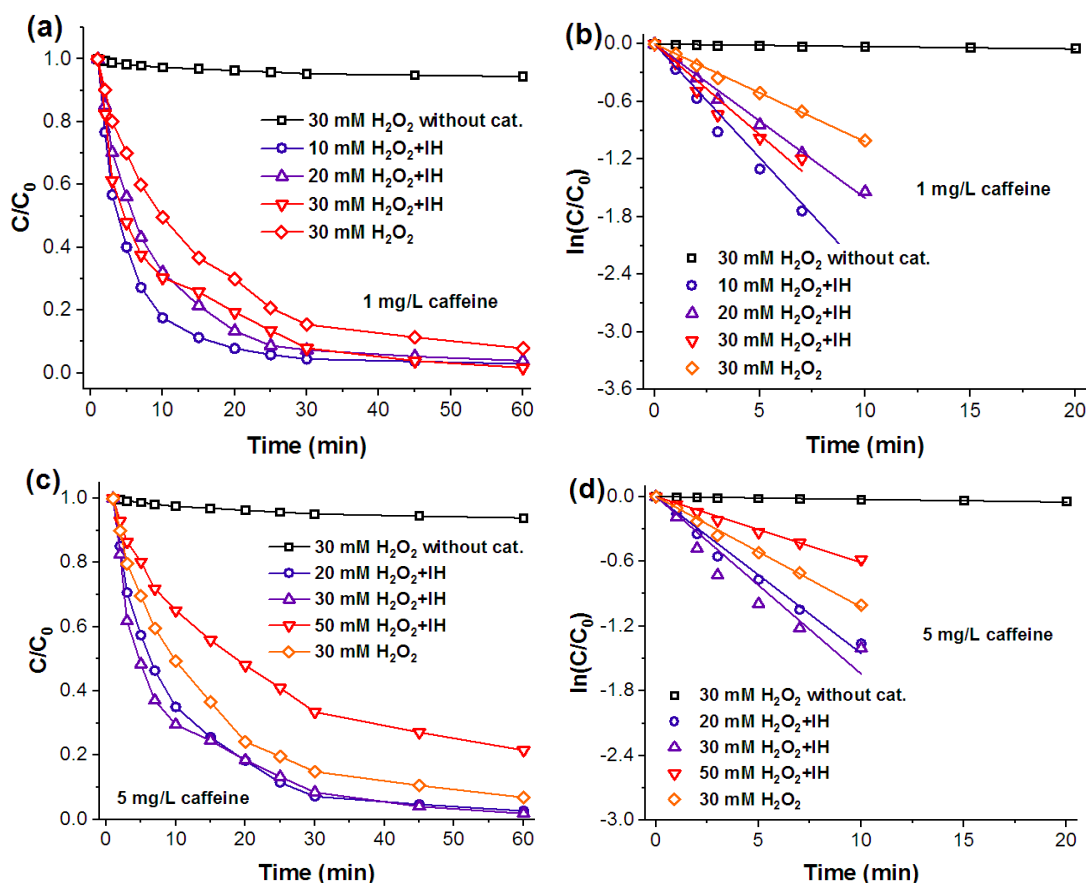 (a)
C/C₀
1.0
0.8
0.6
0.4
0.2
0.0
30 mM H₂O₂ without cat.
10 mM H₂O₂+IH
20 mM H₂O₂+IH
30 mM H₂O₂+IH
30 mM H₂O₂
1 mg/L caffeine
0 10 20 30 40 50 60
Time (min)
(b)
ln(C/C₀)
0.0
-0.6
-1.2
-1.8
-2.4
-3.0
-3.6
1 mg/L caffeine
30 mM H₂O₂ without cat.
10 mM H₂O₂+IH
20 mM H₂O₂+IH
30 mM H₂O₂+IH
30 mM H₂O₂
0 5 10 15 20
Time (min)
(c)
C/C₀
1.0
0.8
0.6
0.4
0.2
0.0
30 mM H₂O₂ without cat.
20 mM H₂O₂+IH
30 mM H₂O₂+IH
50 mM H₂O₂+IH
30 mM H₂O₂
5 mg/L caffeine
0 10 20 30 40 50 60
Time (min)
(d)
ln(C/C₀)
0.0
-0.6
-1.2
-1.8
-2.4
-3.0
5 mg/L caffeine
30 mM H₂O₂ without cat.
20 mM H₂O₂+IH
30 mM H₂O₂+IH
50 mM H₂O₂+IH
30 mM H₂O₂
0 5 10 15 20
Time (min)